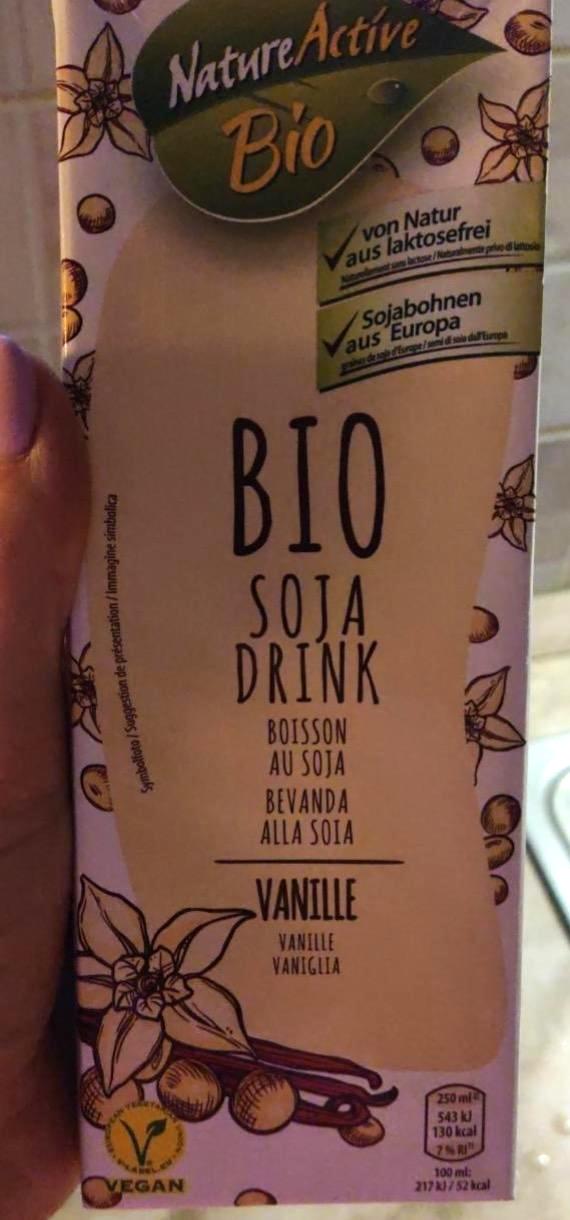 NatureActive
Bio
von Natur
aus laktosefrei
Naturellement sans lactose / Naturalmente privo di lattosio
Sojabohnen
aus Europa
graines de soja d'Europe / semi di soia dall'Europa
BIO
SOJA
DRINK
BOISSON
AU SOJA
BEVANDA
ALLA SOIA
VANILLE
VANILLE
VANIGLIA
Symbolfoto / Suggestion de présentation / Immagine simbolica
V-LABEL.EU
VEGAN
250 ml
543 kJ
130 kcal
7 % RI
100 ml:
217 kJ / 52 kcal